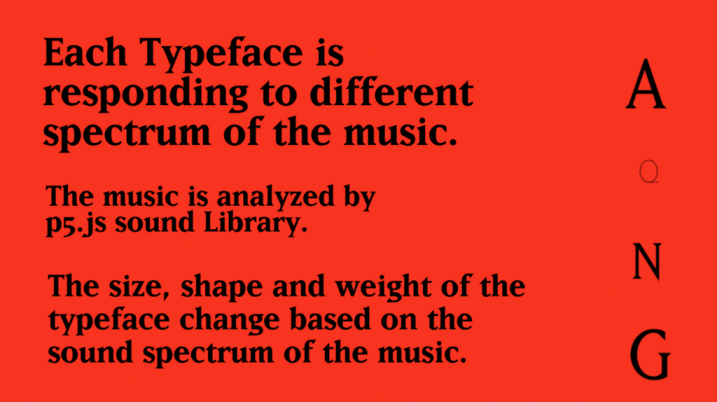 Each Typeface is
responding to different
spectrum of the music.
The music is analyzed by
p5.js sound Library.
The size, shape and weight of the
typeface change based on the
sound spectrum of the music.
A
Q
N
G